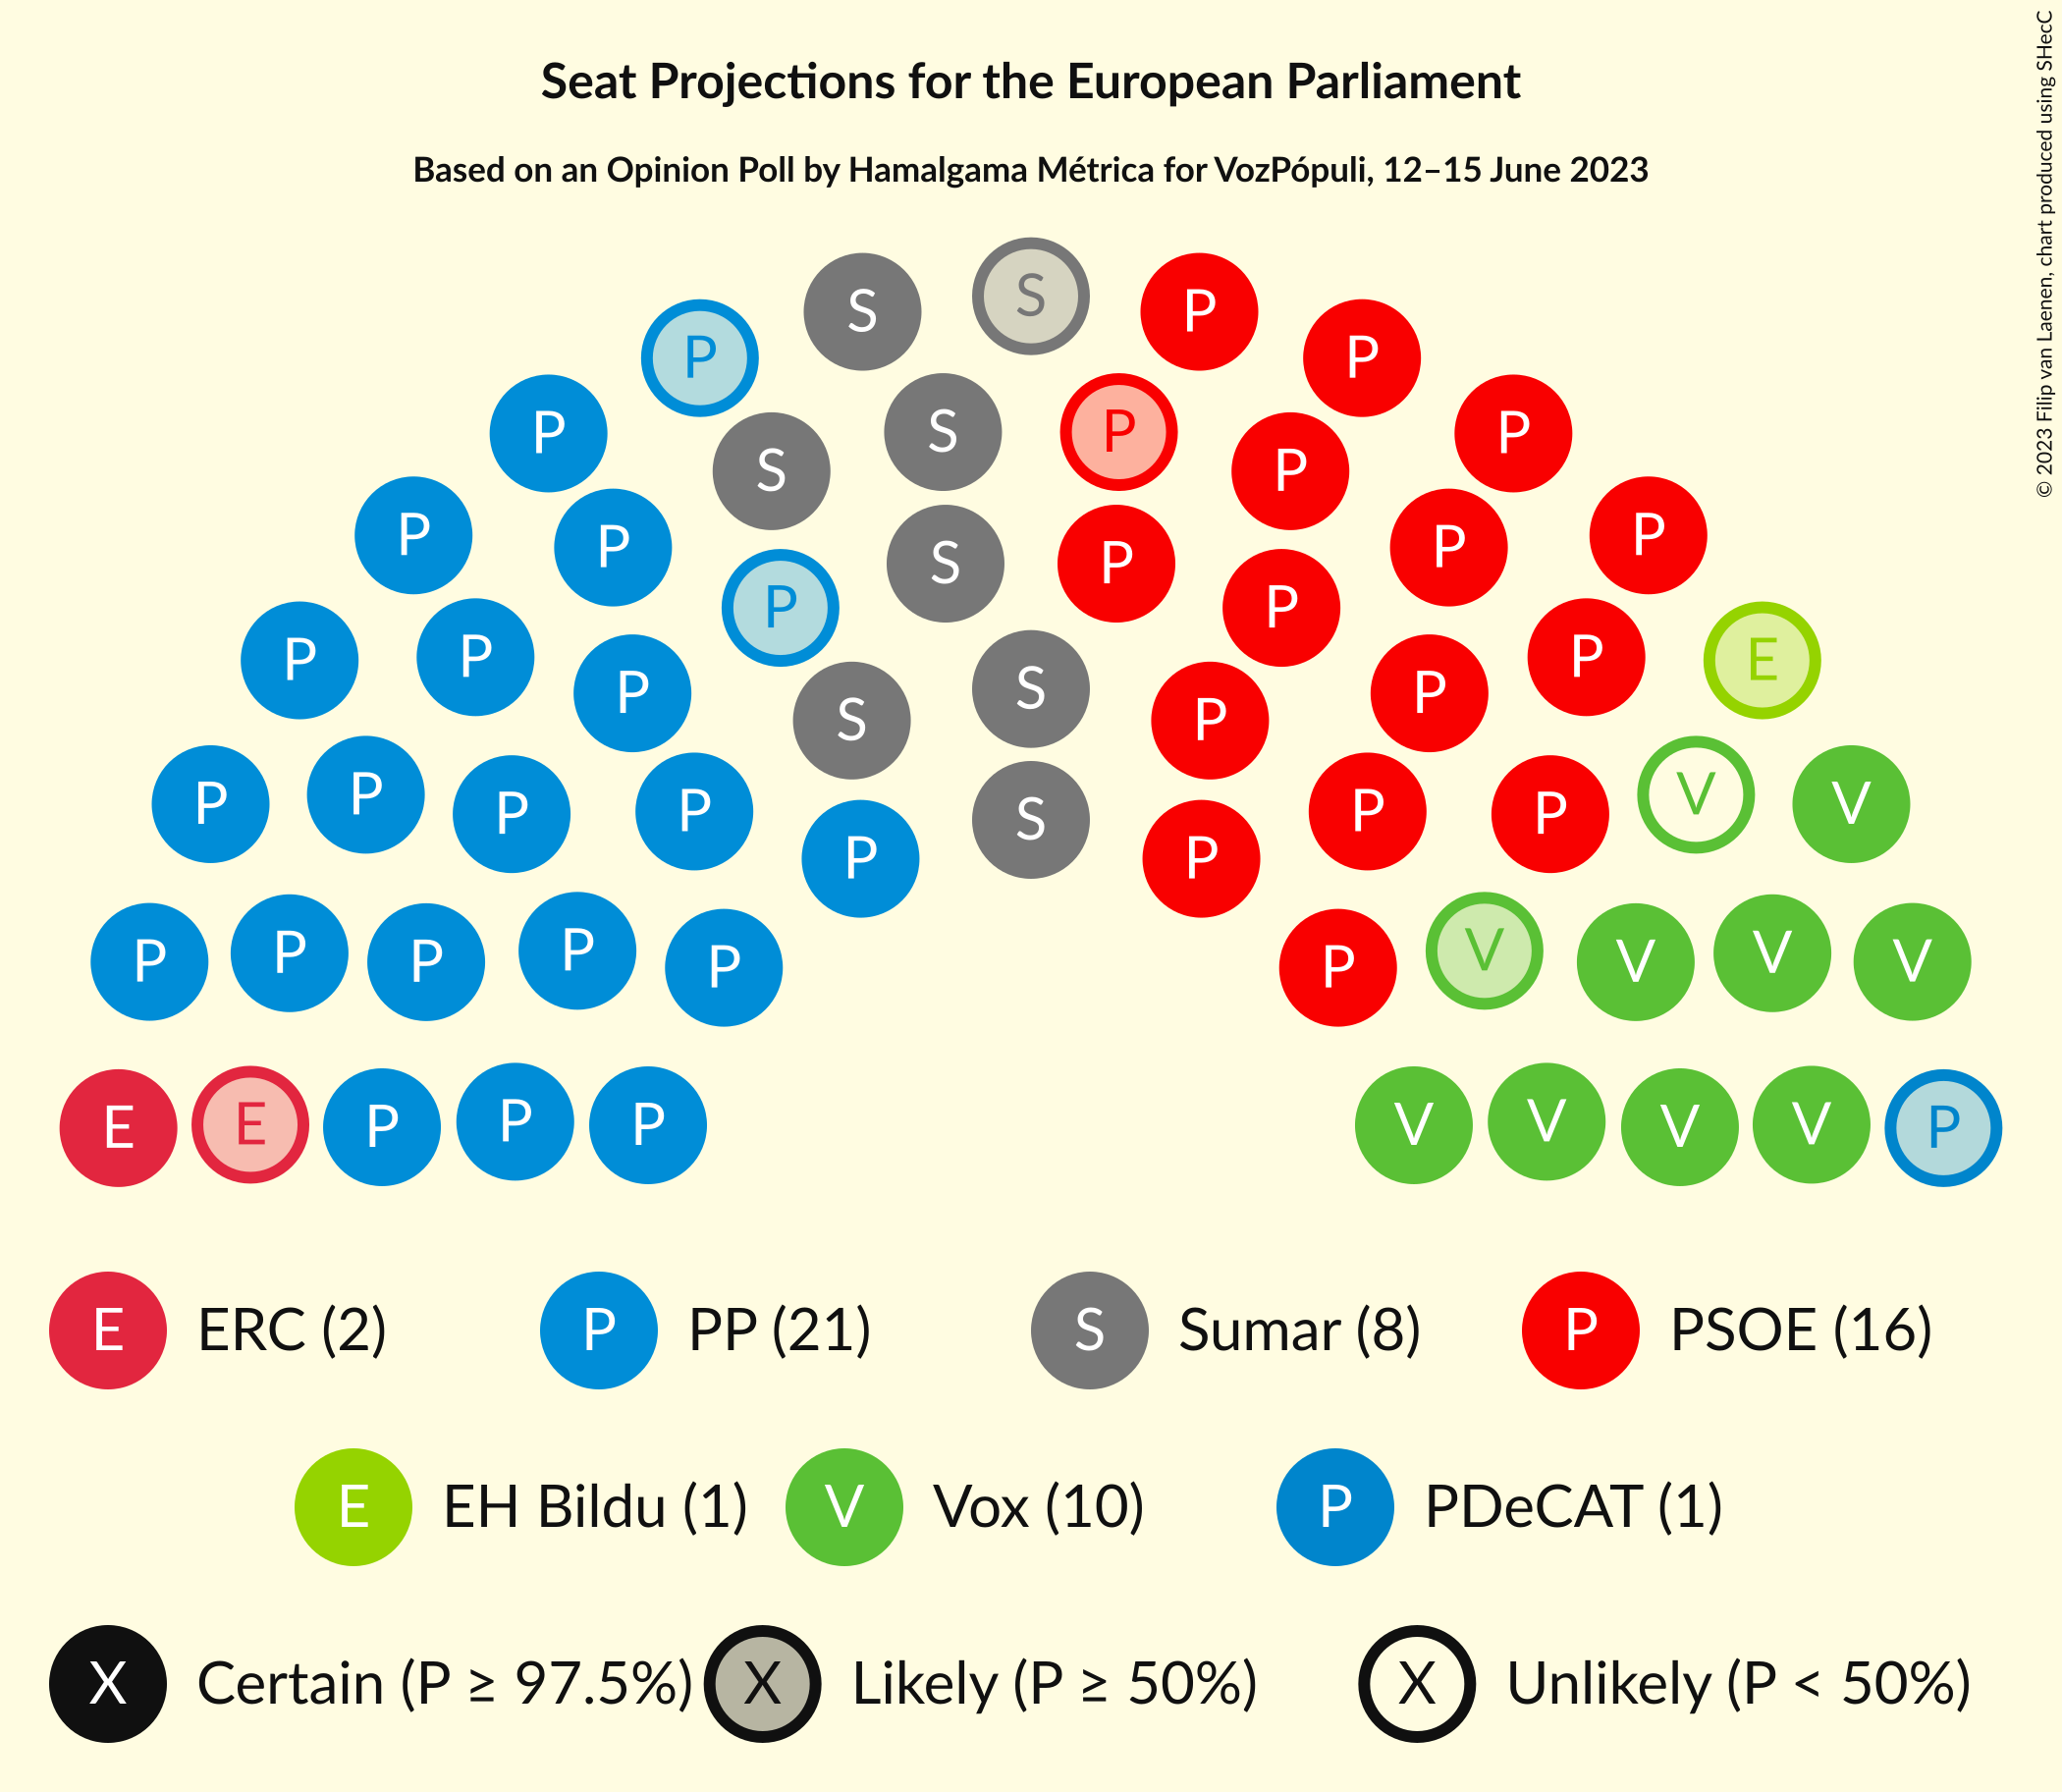 Seat Projections for the European Parliament
Based on an Opinion Poll by Hamalgama Métrica for VozPópuli, 12–15 June 2023
© 2023 Filip van Laenen, chart produced using SHecC
S
P S P
P P
S P
P S P P
P P
P P
S
P P
P P
P P E
P P
S
S P
P V
P P P P V
P P
S
P P
P P
P V
P P P V V V
P P
E E P P P V V V V P
E ERC (2) P PP (21) S Sumar (8) P PSOE (16)
E EH Bildu (1) V Vox (10) P PDeCAT (1)
X Certain (P ≥ 97.5%) X Likely (P ≥ 50%) X Unlikely (P < 50%)